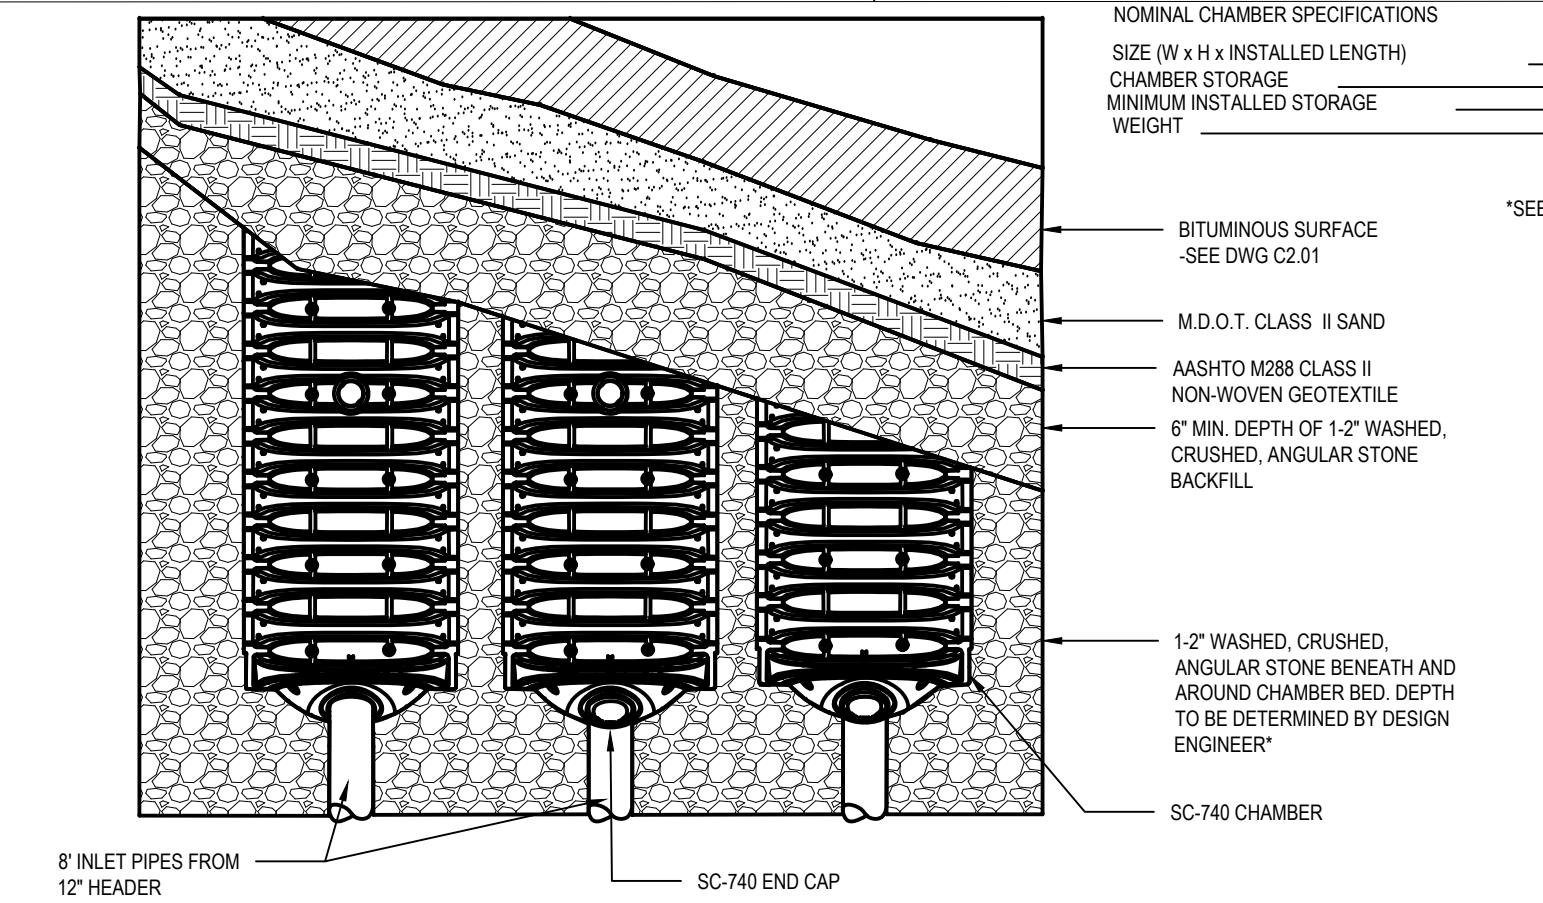 NOMINAL CHAMBER SPECIFICATIONS
SIZE (W x H x INSTALLED LENGTH)
CHAMBER STORAGE
MINIMUM INSTALLED STORAGE
WEIGHT
*SEE
BITUMINOUS SURFACE
-SEE DWG C2.01
M.D.O.T. CLASS II SAND
AASHTO M288 CLASS II
NON-WOVEN GEOTEXTILE
6" MIN. DEPTH OF 1-2" WASHED,
CRUSHED, ANGULAR STONE
BACKFILL
1-2" WASHED, CRUSHED,
ANGULAR STONE BENEATH AND
AROUND CHAMBER BED. DEPTH
TO BE DETERMINED BY DESIGN
ENGINEER*
SC-740 CHAMBER
8' INLET PIPES FROM
12" HEADER
SC-740 END CAP